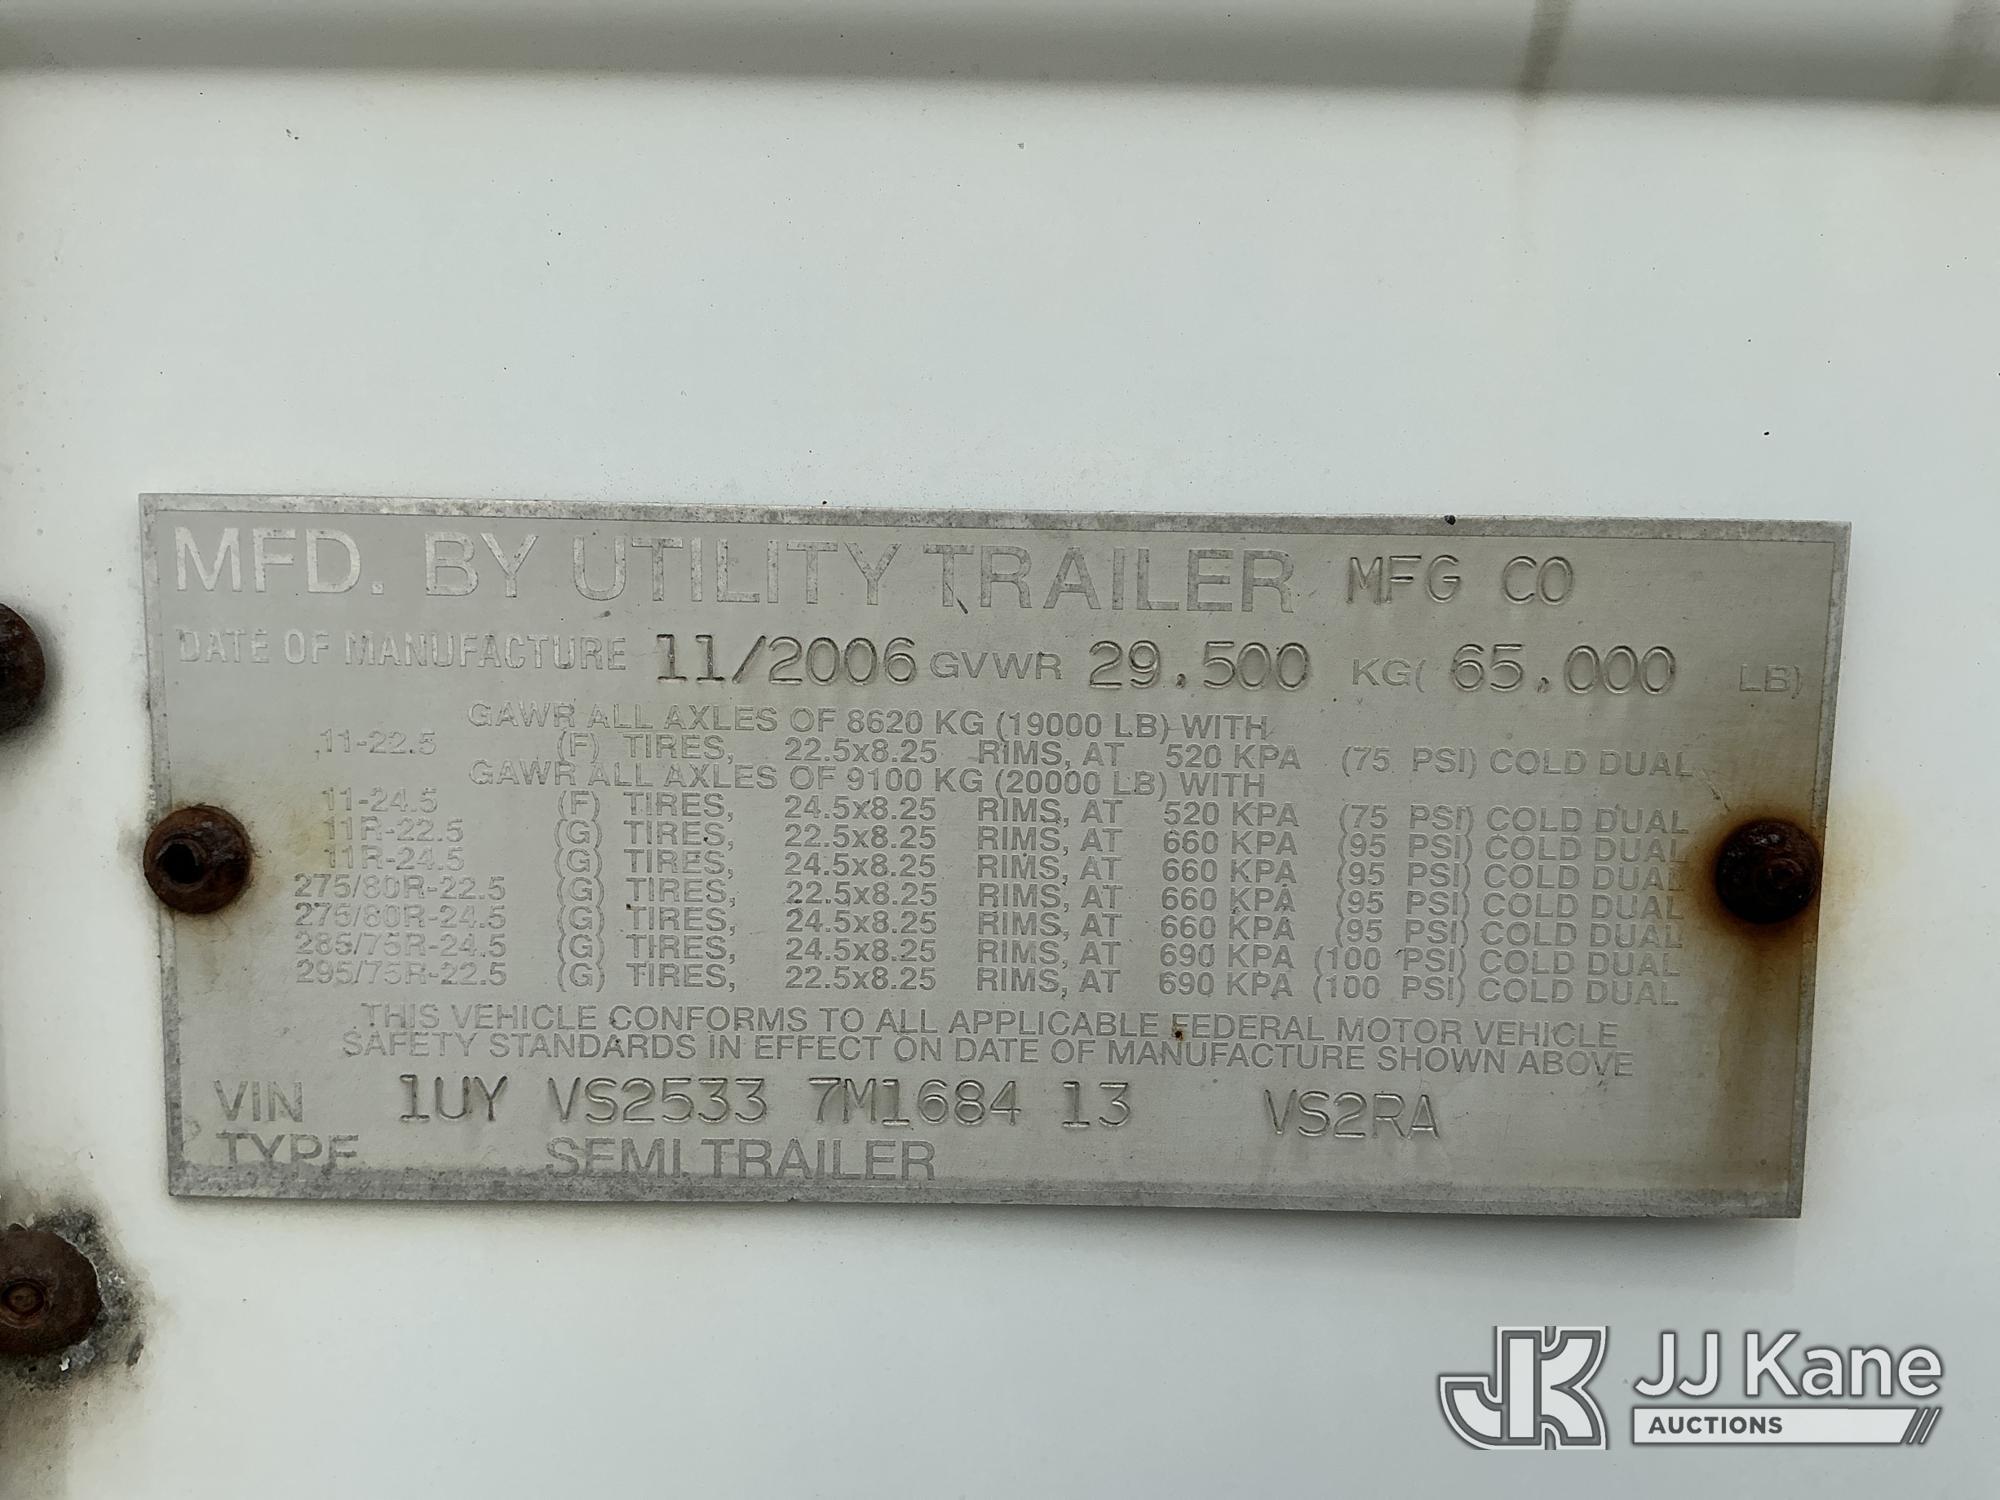 MFD. BY UTILITY TRAILER MFG CO
DATE OF MANUFACTURE 11/2006 GVWR 29.500 KG( 65.000 LB)
GAWR ALL AXLES OF 8620 KG (19000 LB) WITH
11-22.5 (F) TIRES, 22.5x8.25 RIMS, AT 520 KPA (75 PSI) COLD DUAL
GAWR ALL AXLES OF 9100 KG (20000 LB) WITH
11-24.5 (F) TIRES, 24.5x8.25 RIMS, AT 520 KPA (75 PSI) COLD DUAL
11R-22.5 (G) TIRES, 22.5x8.25 RIMS, AT 660 KPA (95 PSI) COLD DUAL
11R-24.5 (G) TIRES, 24.5x8.25 RIMS, AT 660 KPA (95 PSI) COLD DUAL
275/80R-22.5 (G) TIRES, 22.5x8.25 RIMS, AT 660 KPA (95 PSI) COLD DUAL
275/80R-24.5 (G) TIRES, 24.5x8.25 RIMS, AT 660 KPA (95 PSI) COLD DUAL
285/75R-24.5 (G) TIRES, 24.5x8.25 RIMS, AT 690 KPA (100 PSI) COLD DUAL
295/75R-22.5 (G) TIRES, 22.5x8.25 RIMS, AT 690 KPA (100 PSI) COLD DUAL
THIS VEHICLE CONFORMS TO ALL APPLICABLE FEDERAL MOTOR VEHICLE
SAFETY STANDARDS IN EFFECT ON DATE OF MANUFACTURE SHOWN ABOVE
VIN 1UY VS2533 7M1684 13 VS2RA
TYPE SEMI TRAILER
JK JJ Kane
AUCTIONS